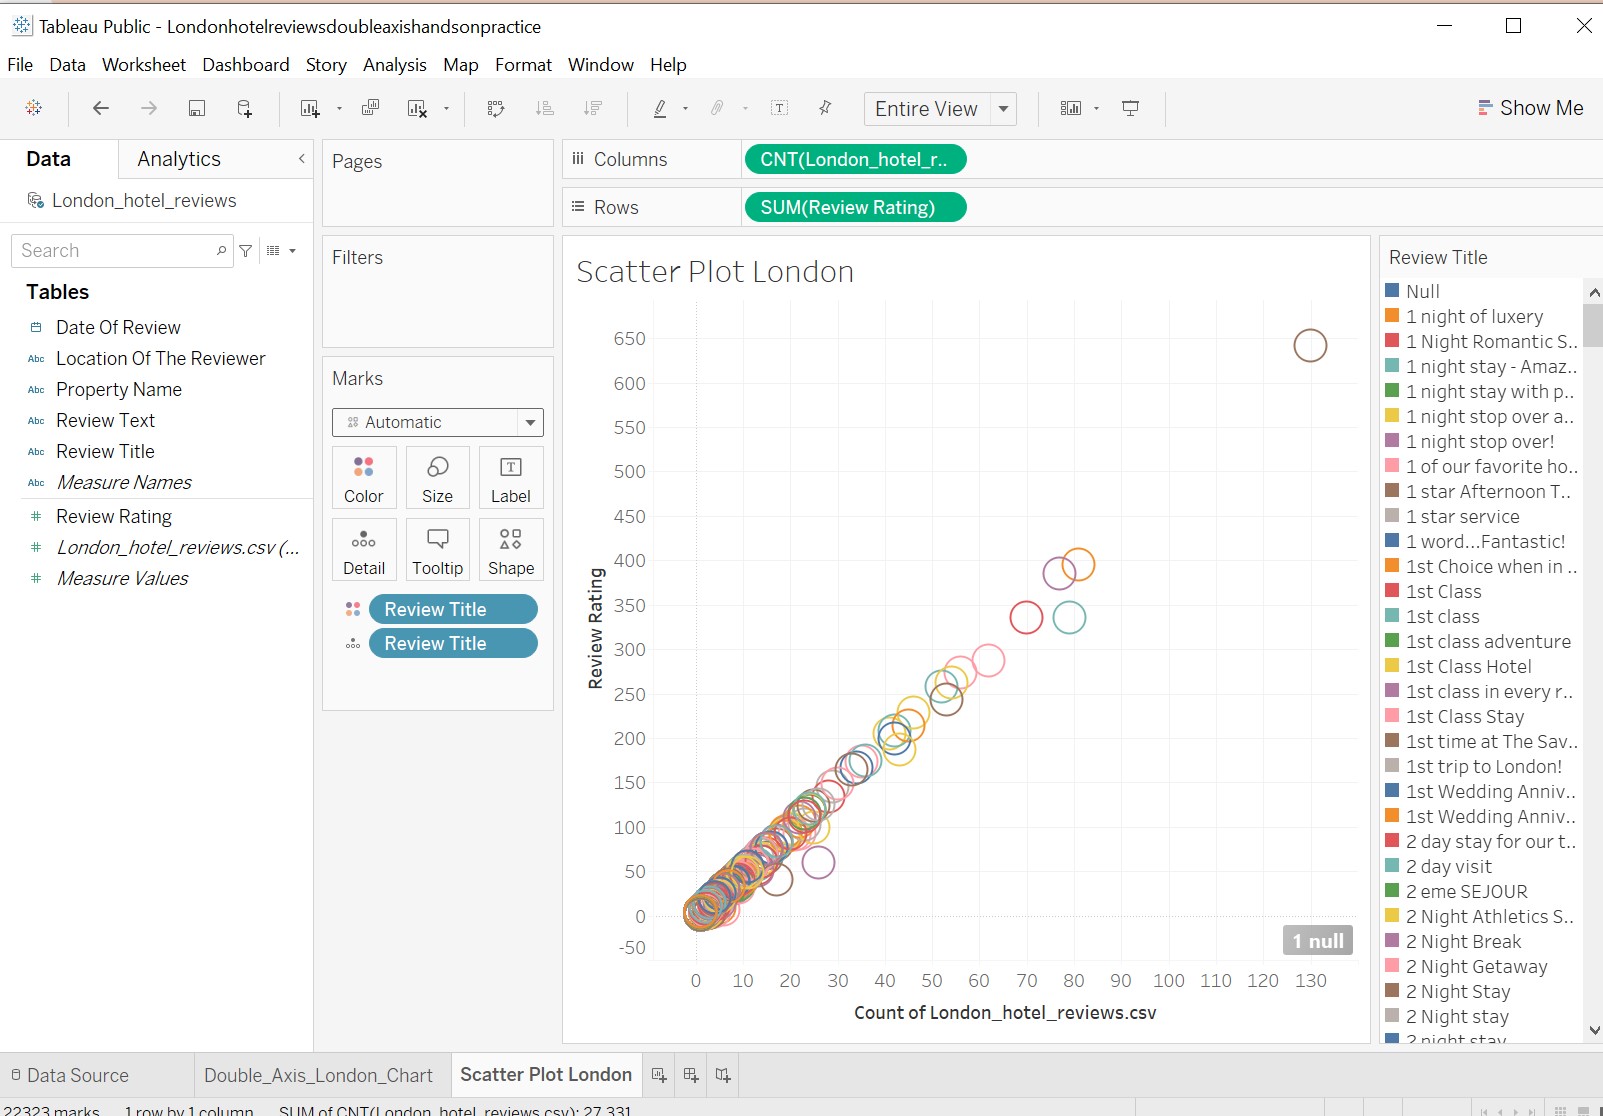 Tableau Public - Londonhotelreviewsdoubleaxishandsonpractice
File Data Worksheet Dashboard Story Analysis Map Format Window Help
Entire View
Show Me
Data
Analytics
London_hotel_reviews
Search
Tables
Date Of Review
Abc Location Of The Reviewer
Abc Property Name
Abc Review Text
Abc Review Title
Abc Measure Names
# Review Rating
# London_hotel_reviews.csv (...
# Measure Values
Pages
Filters
Marks
Automatic
Color Size Label
Detail Tooltip Shape
Review Title
Review Title
Columns
CNT(London_hotel_r..
Rows
SUM(Review Rating)
Scatter Plot London
Review Rating
650
600
550
500
450
400
350
300
250
200
150
100
50
0
-50
1 null
0 10 20 30 40 50 60 70 80 90 100 110 120 130
Count of London_hotel_reviews.csv
Review Title
Null
1 night of luxery
1 Night Romantic S..
1 night stay - Amaz..
1 night stay with p..
1 night stop over a..
1 night stop over!
1 of our favorite ho..
1 star Afternoon T..
1 star service
1 word...Fantastic!
1st Choice when in ..
1st Class
1st class
1st class adventure
1st Class Hotel
1st class in every r..
1st Class Stay
1st time at The Sav..
1st trip to London!
1st Wedding Anniv..
1st Wedding Anniv..
2 day stay for our t..
2 day visit
2 eme SEJOUR
2 Night Athletics S..
2 Night Break
2 Night Getaway
2 Night Stay
2 Night stay
2 night stay
Data Source
Double_Axis_London_Chart
Scatter Plot London
22323 marks 1 row by 1 column SUM of CNT(London_hotel_reviews.csv): 27,331